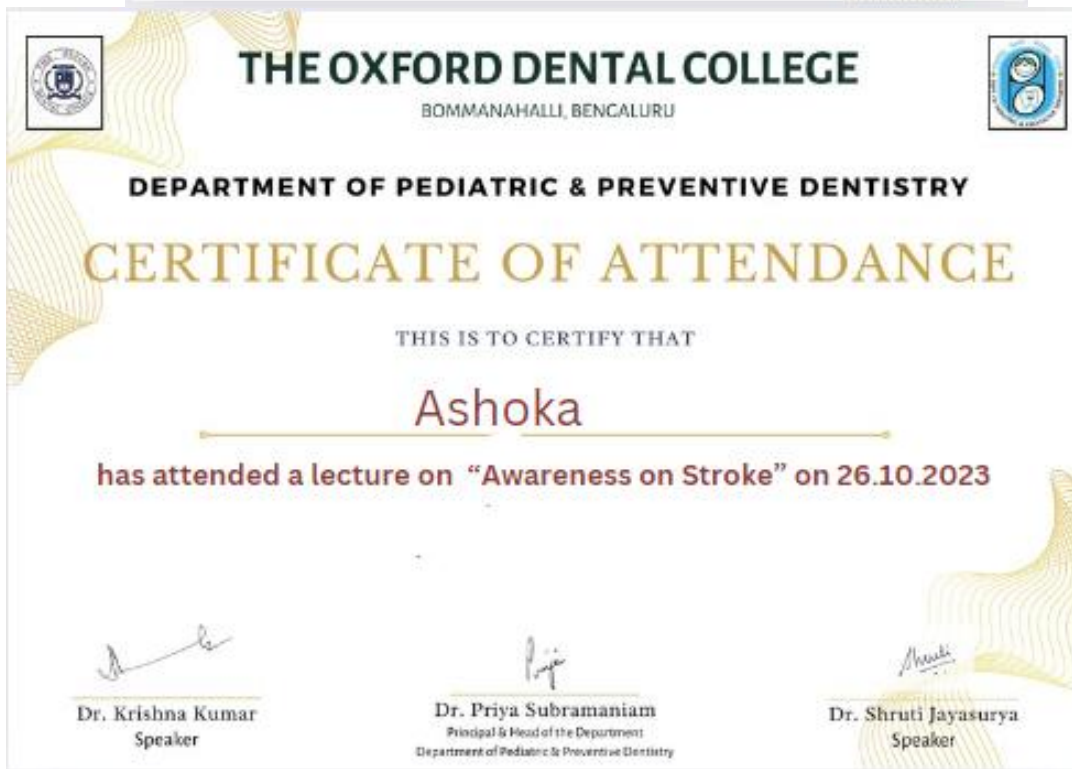 THE OXFORD DENTAL COLLEGE
BOMMANAHALLI, BENGALURU
DEPARTMENT OF PEDIATRIC & PREVENTIVE DENTISTRY
CERTIFICATE OF ATTENDANCE
THIS IS TO CERTIFY THAT
Ashoka
has attended a lecture on "Awareness on Stroke" on 26.10.2023
Shruti
Dr. Krishna Kumar
Speaker
Dr. Priya Subramaniam
Principal & Head of the Department
Department of Pediatric & Preventive Dentistry
Dr. Shruti Jayasurya
Speaker